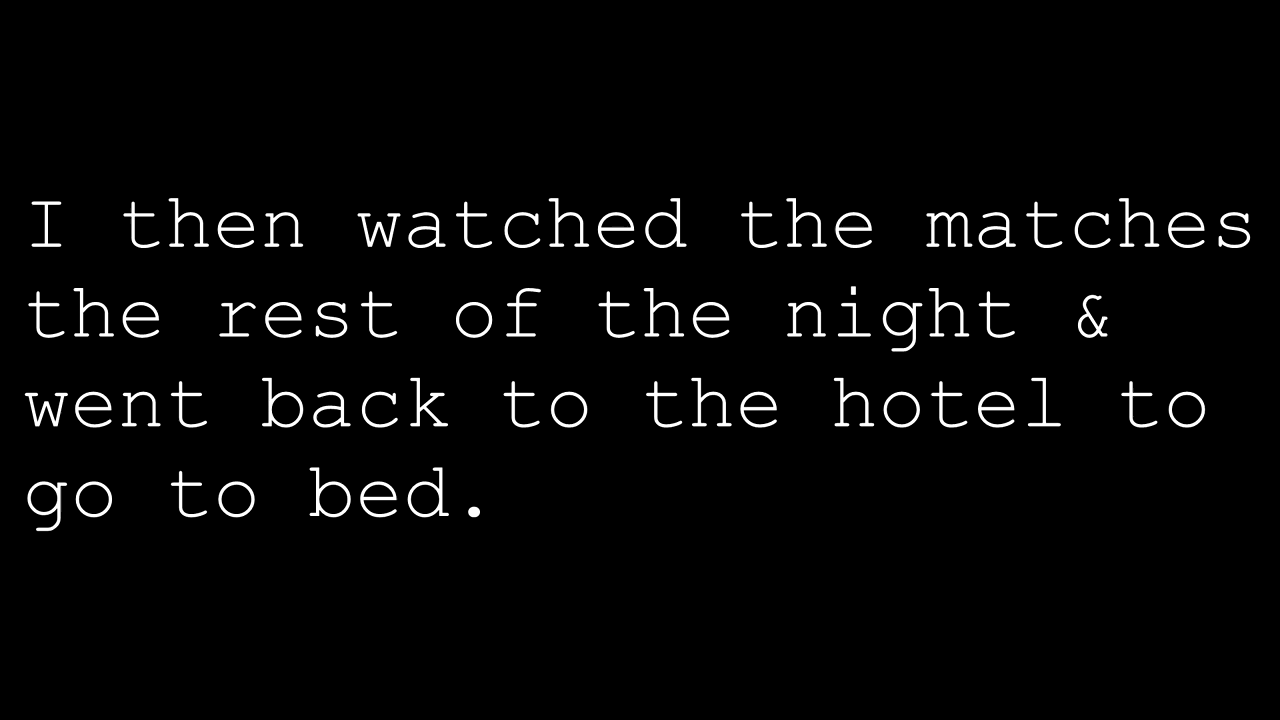 I then watched the matches
the rest of the night &
went back to the hotel to
go to bed.